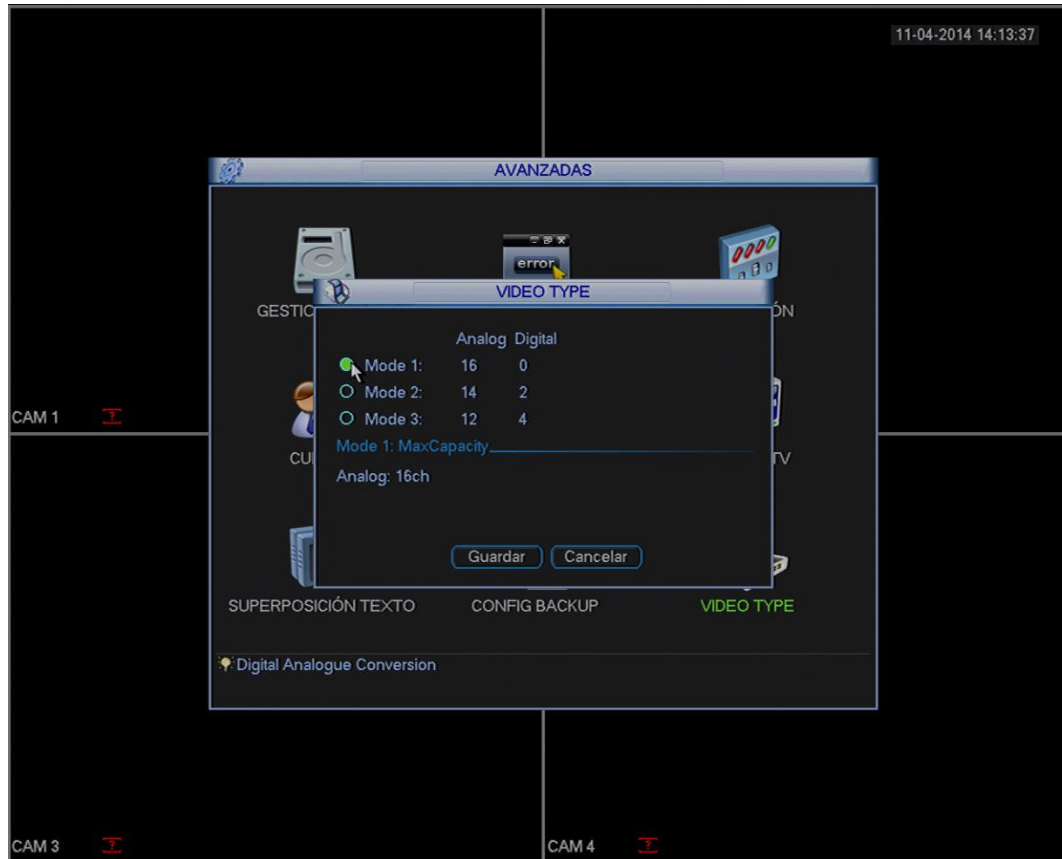 11-04-2014 14:13:37
AVANZADAS
error
GESTIC
ÓN
VIDEO TYPE
Analog Digital
Mode 1: 16 0
Mode 2: 14 2
Mode 3: 12 4
CAM 1 ?
Mode 1: MaxCapacity
CU
TV
Analog: 16ch
Guardar Cancelar
SUPERPOSICIÓN TEXTO CONFIG BACKUP VIDEO TYPE
Digital Analogue Conversion
CAM 3 ?
CAM 4 ?